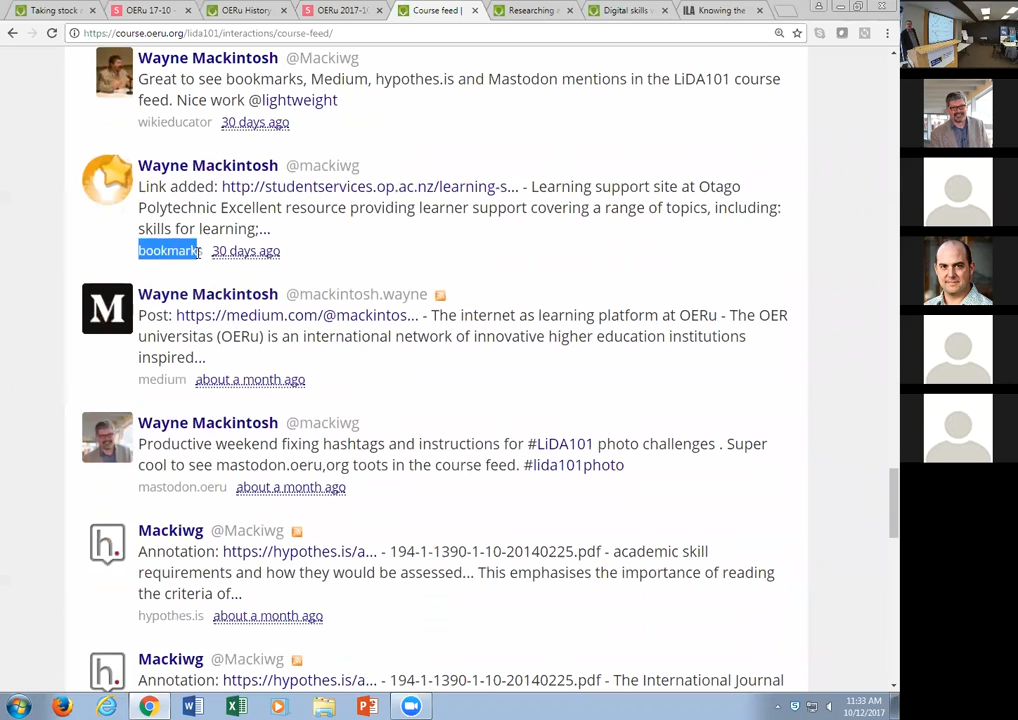 Taking stock
OERu 17-10
OERu History
OERu 2017-1
Course feed |
Researching
Digital skills
ILA Knowing the
https://course.oeru.org/lida101/interactions/course-feed/
Wayne Mackintosh @Mackiwg
Great to see bookmarks, Medium, hypothes.is and Mastodon mentions in the LiDA101 course
feed. Nice work @lightweight
wikieducator 30 days ago
Wayne Mackintosh @mackiwg
Link added: http://studentservices.op.ac.nz/learning-s... - Learning support site at Otago
Polytechnic Excellent resource providing learner support covering a range of topics, including:
skills for learning;...
bookmarks 30 days ago
M
Wayne Mackintosh @mackintosh.wayne
Post: https://medium.com/@mackintos... - The internet as learning platform at OERu - The OER
universitas (OERu) is an international network of innovative higher education institutions
inspired...
medium about a month ago
Wayne Mackintosh @mackiwg
Productive weekend fixing hashtags and instructions for #LiDA101 photo challenges . Super
cool to see mastodon.oeru,org toots in the course feed. #lida101photo
mastodon.oeru about a month ago
h.
Mackiwg @Mackiwg
Annotation: https://hypothes.is/a... - 194-1-1390-1-10-20140225.pdf - academic skill
requirements and how they would be assessed... This emphasises the importance of reading
the criteria of...
hypothes.is about a month ago
h.
Mackiwg @Mackiwg
Annotation: https://hypothes.is/a... - 194-1-1390-1-10-20140225.pdf - The International Journal
11:33 AM
10/12/2017